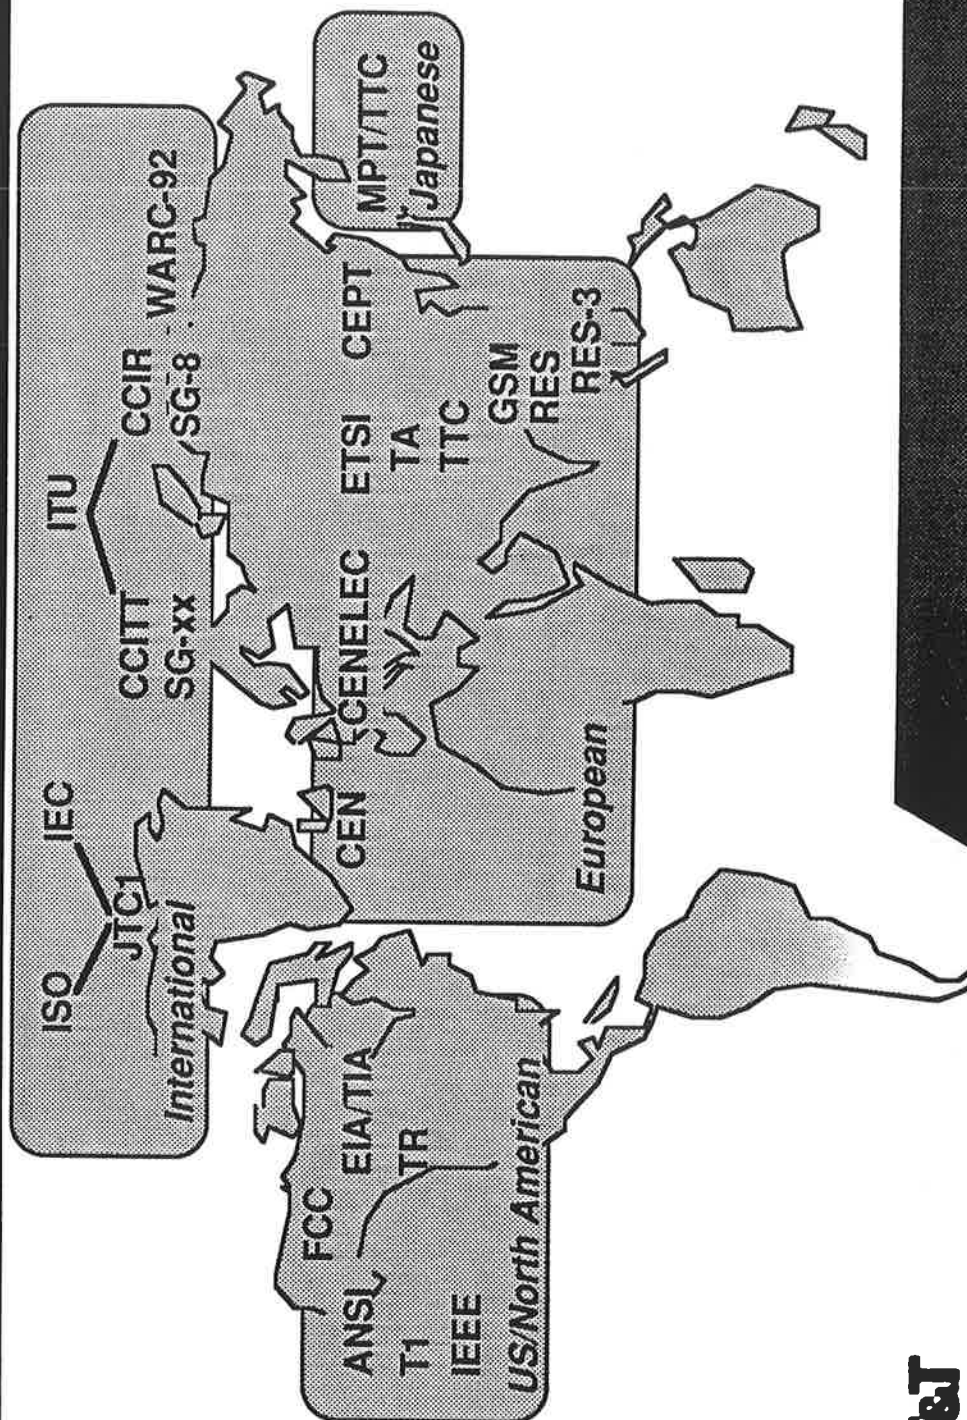 ISO IEC
JTC1
International
ITU
CCITT CCIR - WARC-92
SG-xx SG-8
FCC
ANSI EIA/TIA
T1 TR
IEEE
US/North American
CEN CENELEC ETSI CEPT
TA
TTC
GSM
RES
RES-3
European
MPT/TTC
Japanese
&T